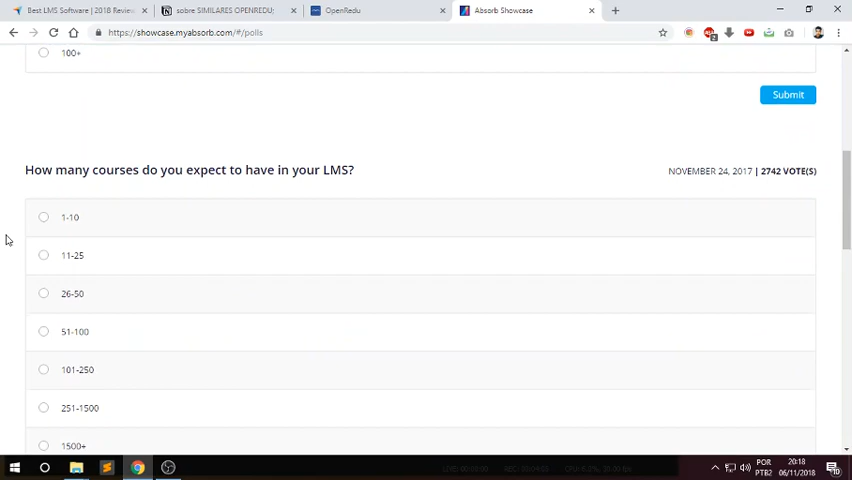 Best LMS Software | 2018 Review
sobre SIMILARES OPENREDU;
OpenRedu
Absorb Showcase
https://showcase.myabsorb.com/#/polls
100+
Submit
How many courses do you expect to have in your LMS?
NOVEMBER 24, 2017 | 2742 VOTE(S)
1-10
11-25
26-50
51-100
101-250
251-1500
1500+
POR
PTB2
20:18
06/11/2018